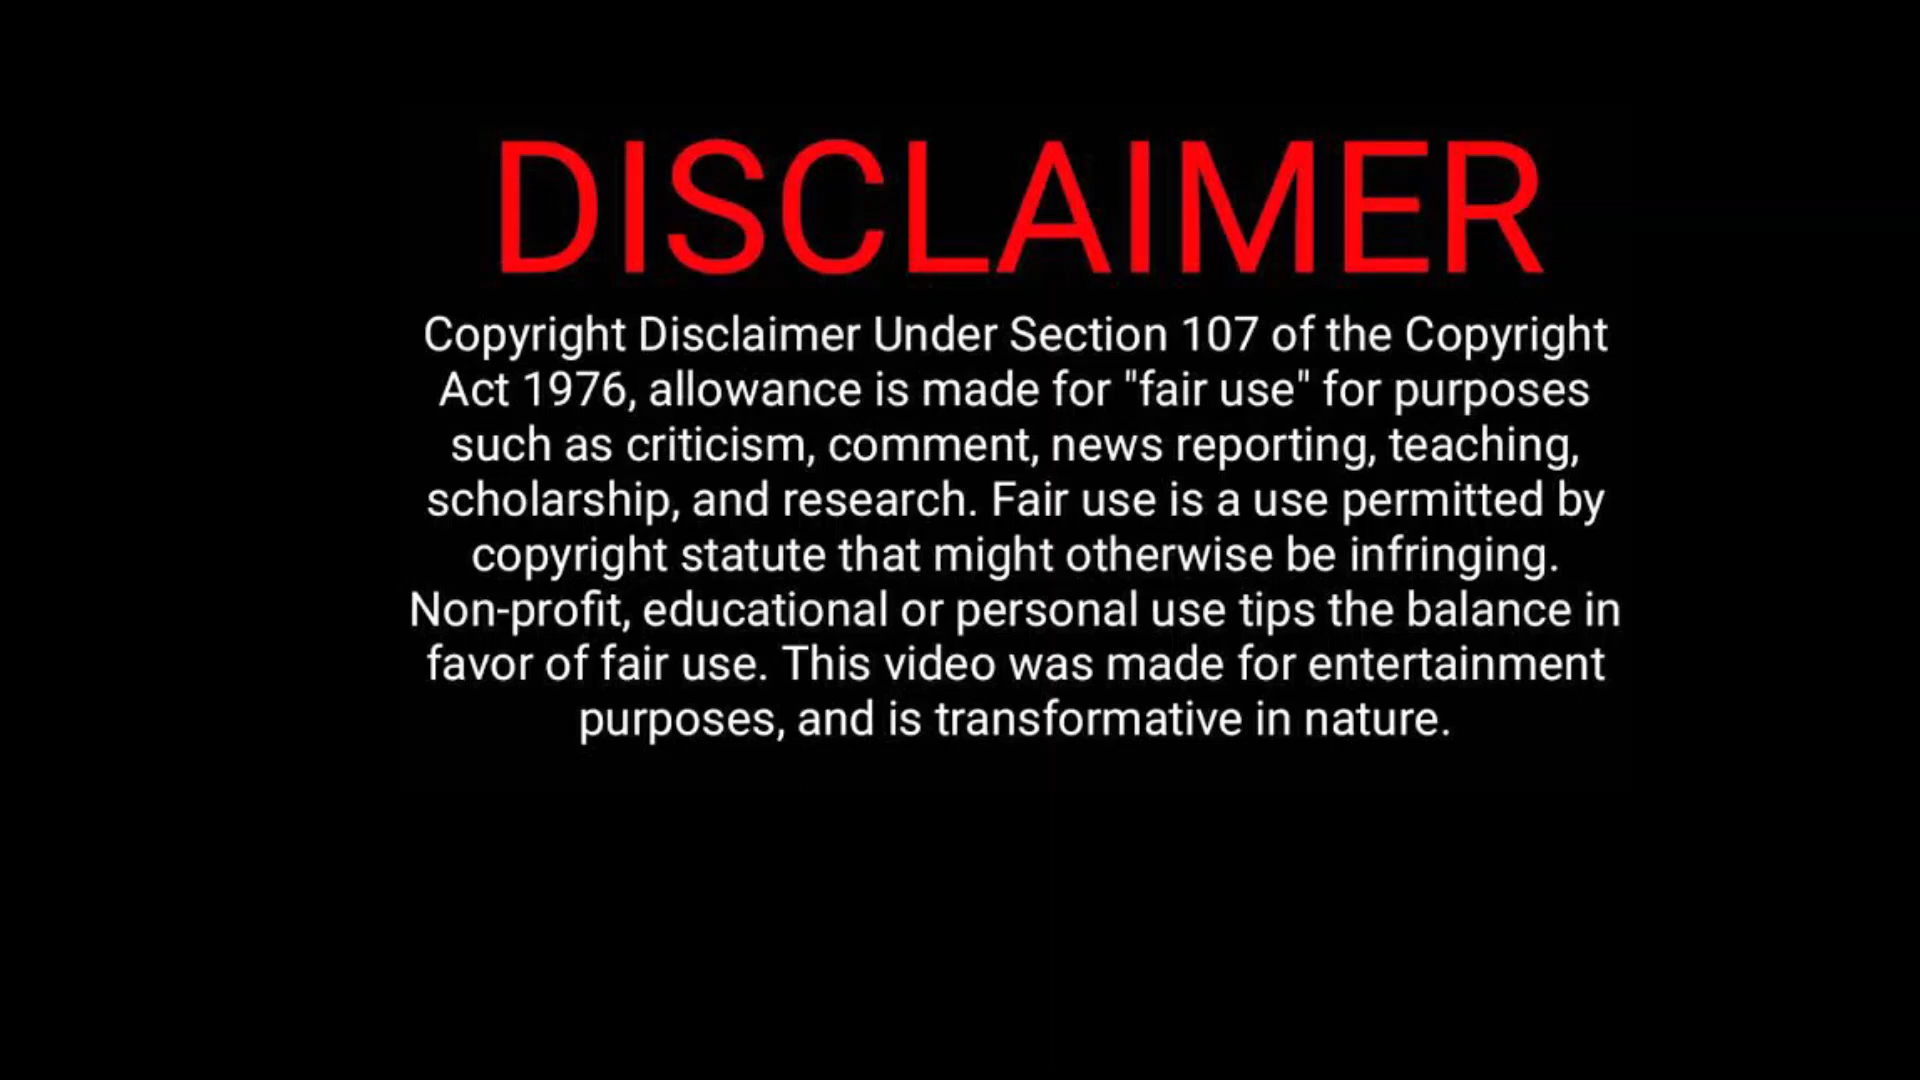 DISCLAIMER
Copyright Disclaimer Under Section 107 of the Copyright
Act 1976, allowance is made for "fair use" for purposes
such as criticism, comment, news reporting, teaching,
scholarship, and research. Fair use is a use permitted by
copyright statute that might otherwise be infringing.
Non-profit, educational or personal use tips the balance in
favor of fair use. This video was made for entertainment
purposes, and is transformative in nature.